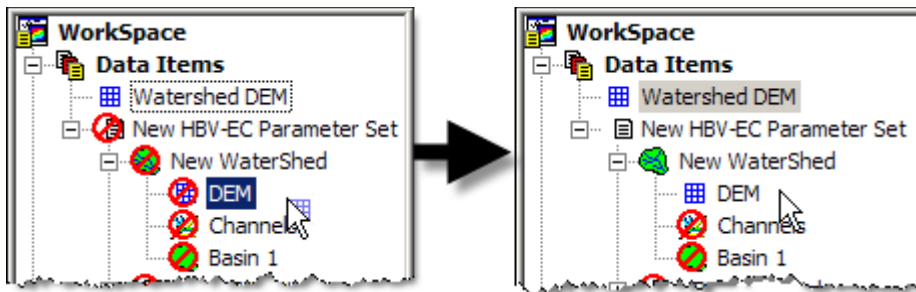 WorkSpace
Data Items
Watershed DEM
New HBV-EC Parameter Set
New WaterShed
DEM
Channels
Basin 1
WorkSpace
Data Items
Watershed DEM
New HBV-EC Parameter Set
New WaterShed
DEM
Channels
Basin 1